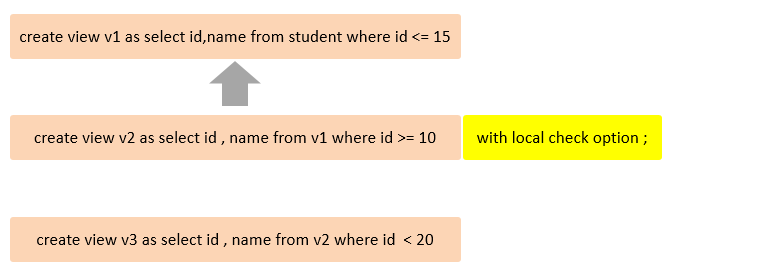 create view v1 as select id,name from student where id <= 15
create view v2 as select id , name from v1 where id >= 10 with local check option ;
create view v3 as select id , name from v2 where id < 20